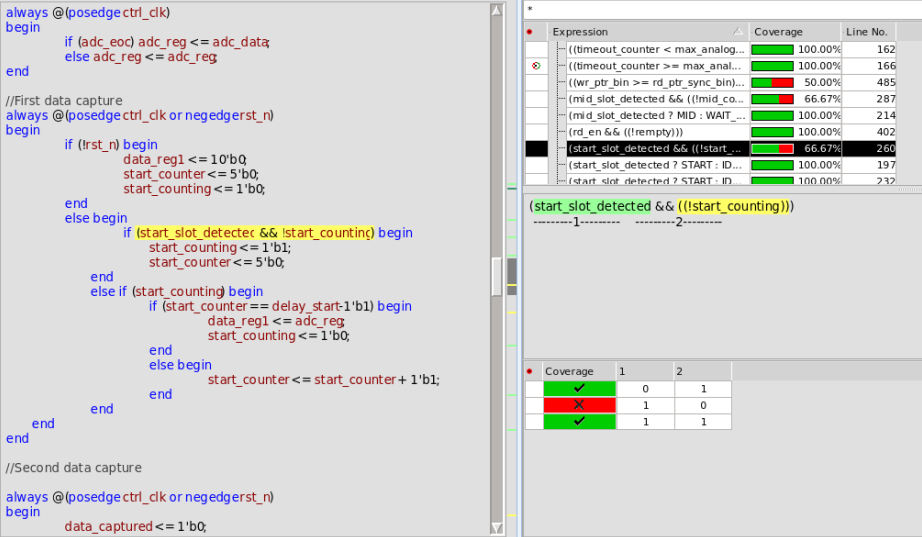 always @(posedge ctrl_clk)
begin
if (adc_eoc) adc_reg <= adc_data;
else adc_reg <= adc_reg;
end
//First data capture
always @(posedge ctrl_clk or negedge rst_n)
begin
if (!rst_n) begin
data_reg1 <= 10'b0;
start_counter <= 5'b0;
start_counting <= 1'b0;
end
else begin
if (start_slot_detected && !start_counting) begin
start_counting <= 1'b1;
start_counter <= 5'b0;
end
else if (start_counting) begin
if (start_counter == delay_start-1'b1) begin
data_reg1 <= adc_reg;
start_counting <= 1'b0;
end
else begin
start_counter <= start_counter + 1'b1;
end
end
end
end
//Second data capture
always @(posedge ctrl_clk or negedge rst_n)
begin
data_captured <= 1'b0;
*
Expression Coverage Line No.
((timeout_counter < max_analog... 100.00% 162
((timeout_counter >= max_anal... 100.00% 166
((wr_ptr_bin >= rd_ptr_sync_bin)... 50.00% 485
(mid_slot_detected && ((!mid_co... 66.67% 287
(mid_slot_detected ? MID : WAIT_... 100.00% 214
(rd_en && ((!rempty))) 100.00% 402
(start_slot_detected && ((!start_... 66.67% 260
(start_slot_detected ? START : ID... 100.00% 197
(start_slot_detected ? START : ID... 100.00% 232
(start_slot_detected && ((!start_counting)))
---------1--------- ---------2---------
Coverage 1 2
✓ 0 1
✗ 1 0
✓ 1 1